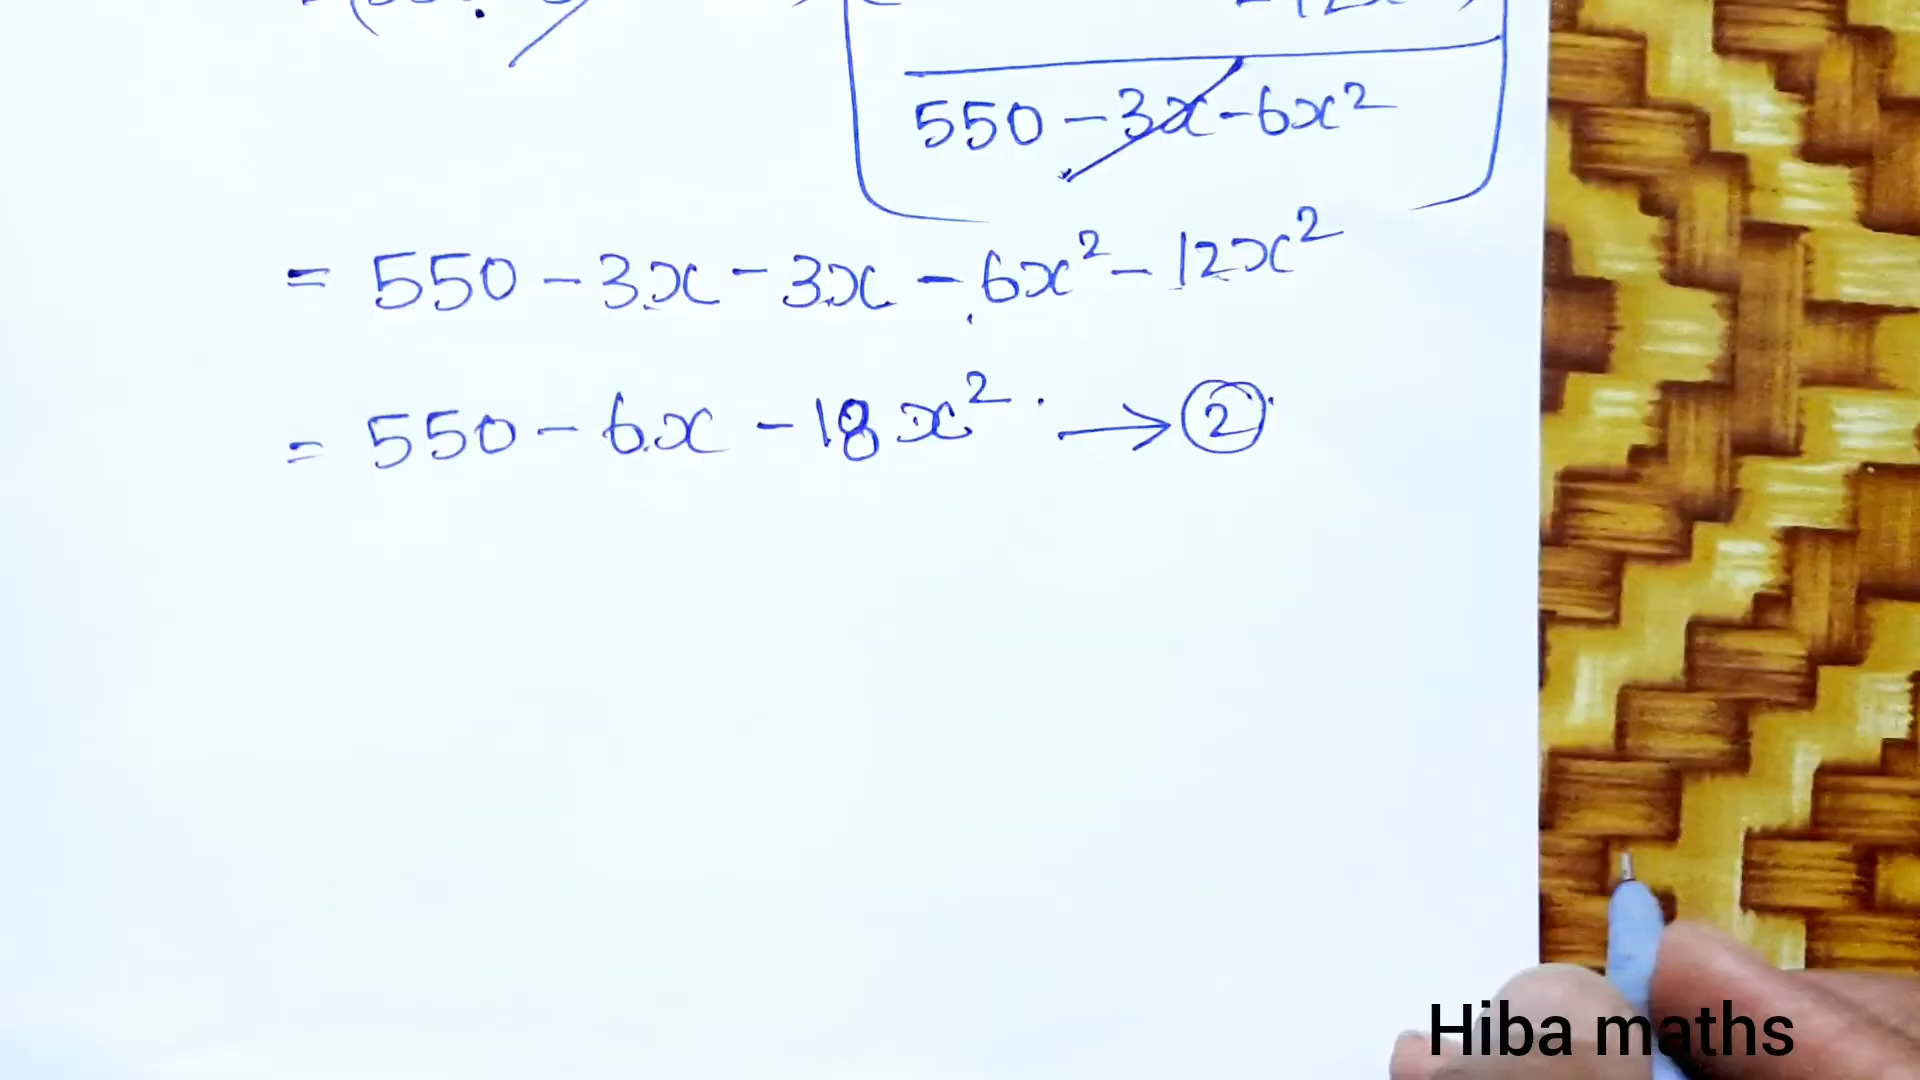 550 - 3x - 6x²
= 550 - 3x - 3x - 6x² - 12x²
= 550 - 6x - 18x². → ②
Hiba maths